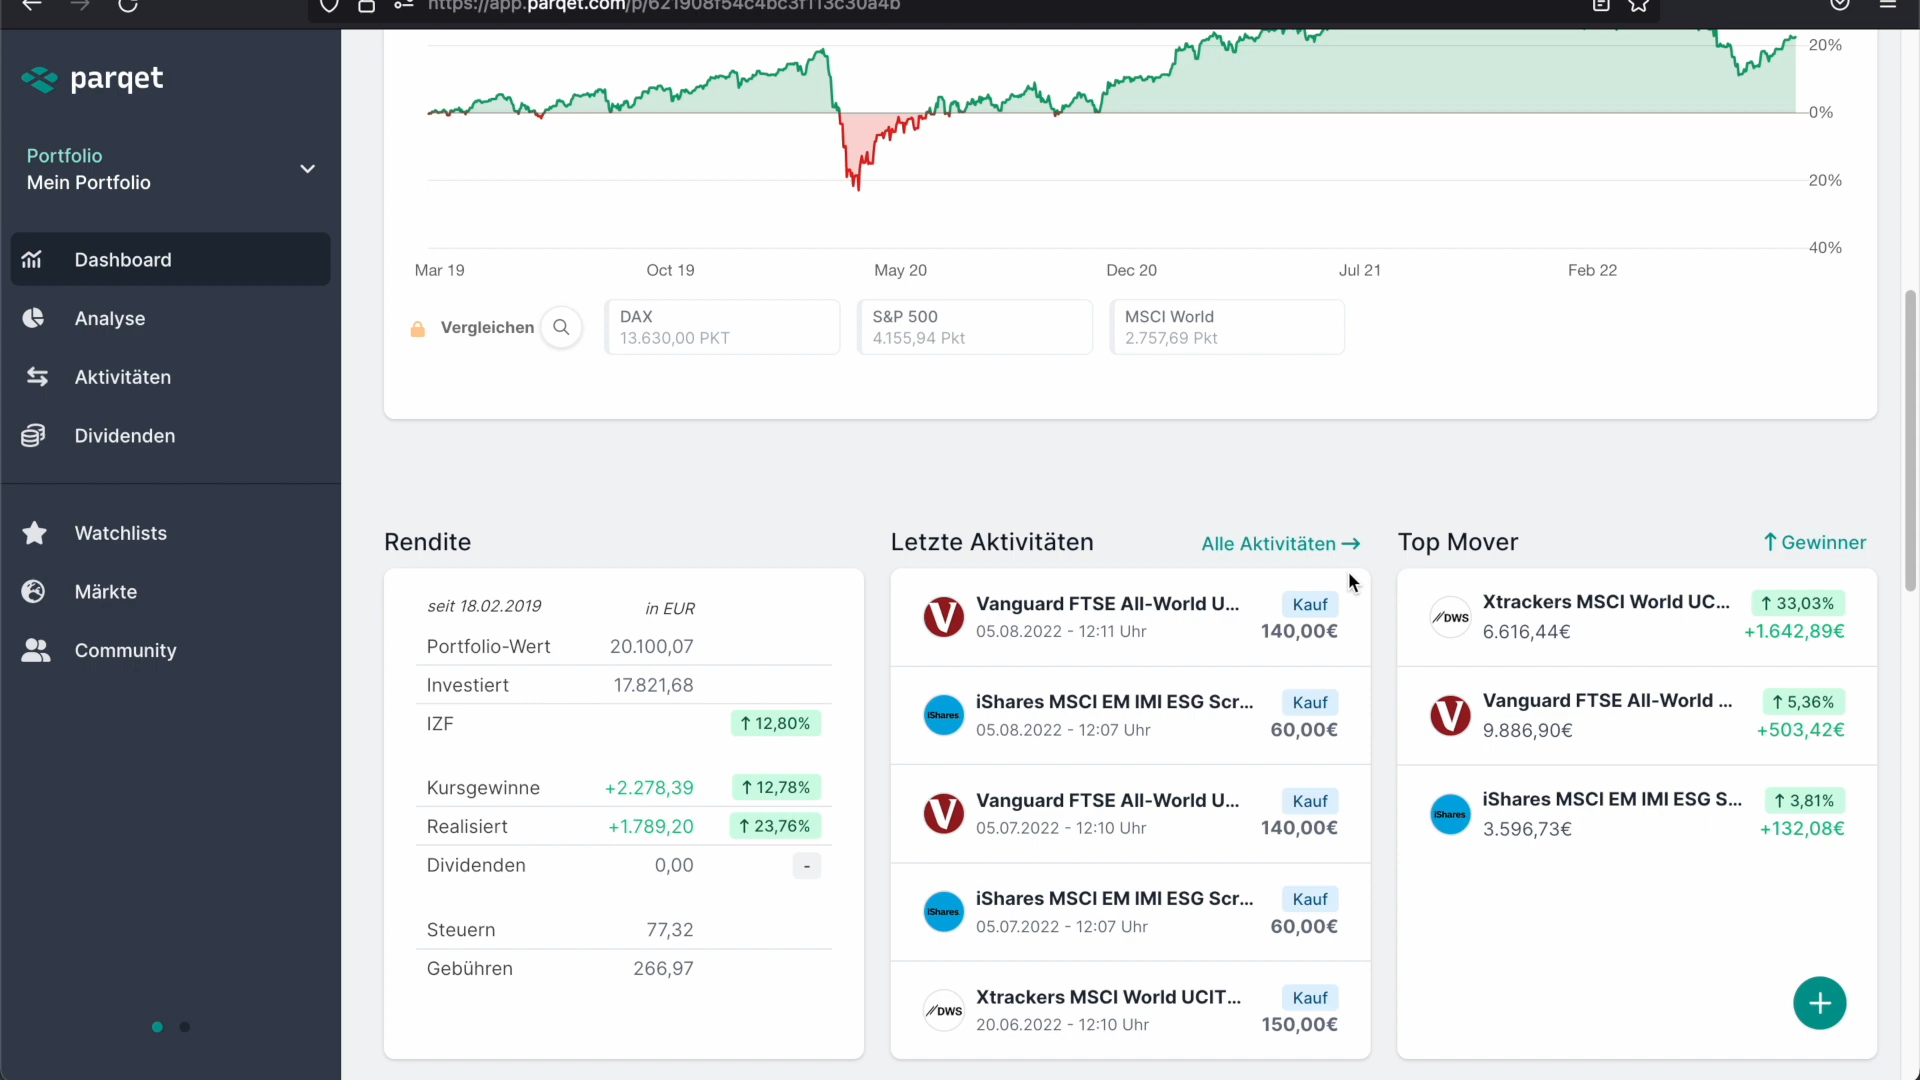 https://app.parqet.com/p/621908f54c4bc3f113c30a4b
parqet
Portfolio
Mein Portfolio
Dashboard
Analyse
Aktivitäten
Dividenden
Watchlists
Märkte
Community
20%
0%
20%
40%
Mar 19
Oct 19
May 20
Dec 20
Jul 21
Feb 22
Vergleichen
DAX
13.630,00 PKT
S&P 500
4.155,94 Pkt
MSCI World
2.757,69 Pkt
Rendite
seit 18.02.2019 in EUR
Portfolio-Wert 20.100,07
Investiert 17.821,68
IZF ↑ 12,80%
Kursgewinne +2.278,39 ↑ 12,78%
Realisiert +1.789,20 ↑ 23,76%
Dividenden 0,00 -
Steuern 77,32
Gebühren 266,97
Letzte Aktivitäten Alle Aktivitäten →
Vanguard FTSE All-World U... Kauf
05.08.2022 - 12:11 Uhr 140,00€
iShares
iShares MSCI EM IMI ESG Scr... Kauf
05.08.2022 - 12:07 Uhr 60,00€
Vanguard FTSE All-World U... Kauf
05.07.2022 - 12:10 Uhr 140,00€
iShares
iShares MSCI EM IMI ESG Scr... Kauf
05.07.2022 - 12:07 Uhr 60,00€
//DWS
Xtrackers MSCI World UCIT... Kauf
20.06.2022 - 12:10 Uhr 150,00€
Top Mover ↑ Gewinner
//DWS
Xtrackers MSCI World UC... ↑ 33,03%
6.616,44€ +1.642,89€
Vanguard FTSE All-World ... ↑ 5,36%
9.886,90€ +503,42€
iShares
iShares MSCI EM IMI ESG S... ↑ 3,81%
3.596,73€ +132,08€